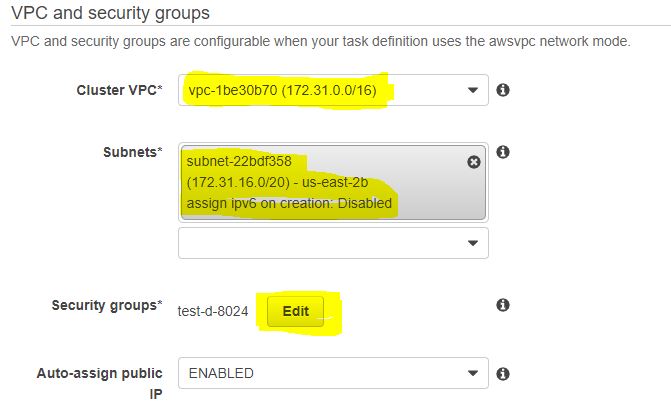 VPC and security groups
VPC and security groups are configurable when your task definition uses the awsvpc network mode.
Cluster VPC* vpc-1be30b70 (172.31.0.0/16)
Subnets* subnet-22bdf358
(172.31.16.0/20) - us-east-2b
assign ipv6 on creation: Disabled
Security groups* test-d-8024 Edit
Auto-assign public ENABLED
IP